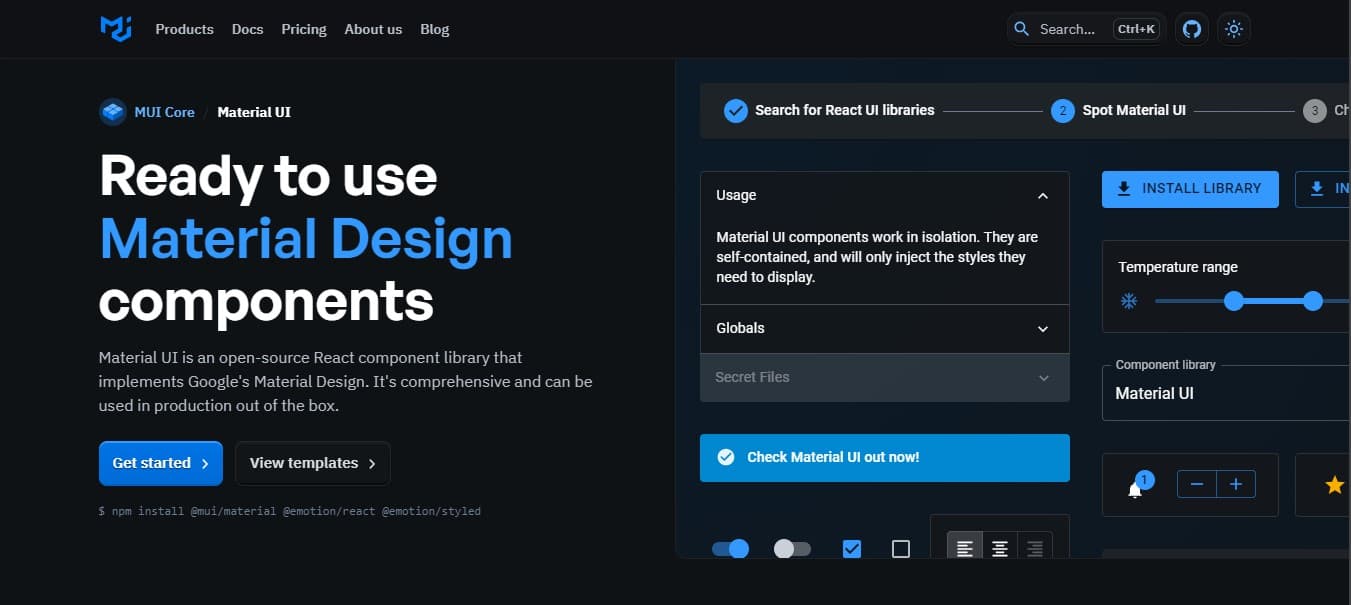 Products Docs Pricing About us Blog
Search... Ctrl+K
MUI Core / Material UI
Ready to use
Material Design
components
Material UI is an open-source React component library that
implements Google's Material Design. It's comprehensive and can be
used in production out of the box.
Get started
View templates
$ npm install @mui/material @emotion/react @emotion/styled
Search for React UI libraries
2 Spot Material UI
3 Ch
Usage
Material UI components work in isolation. They are
self-contained, and will only inject the styles they
need to display.
Globals
Secret Files
Check Material UI out now!
INSTALL LIBRARY
IN
Temperature range
Component library
Material UI
1